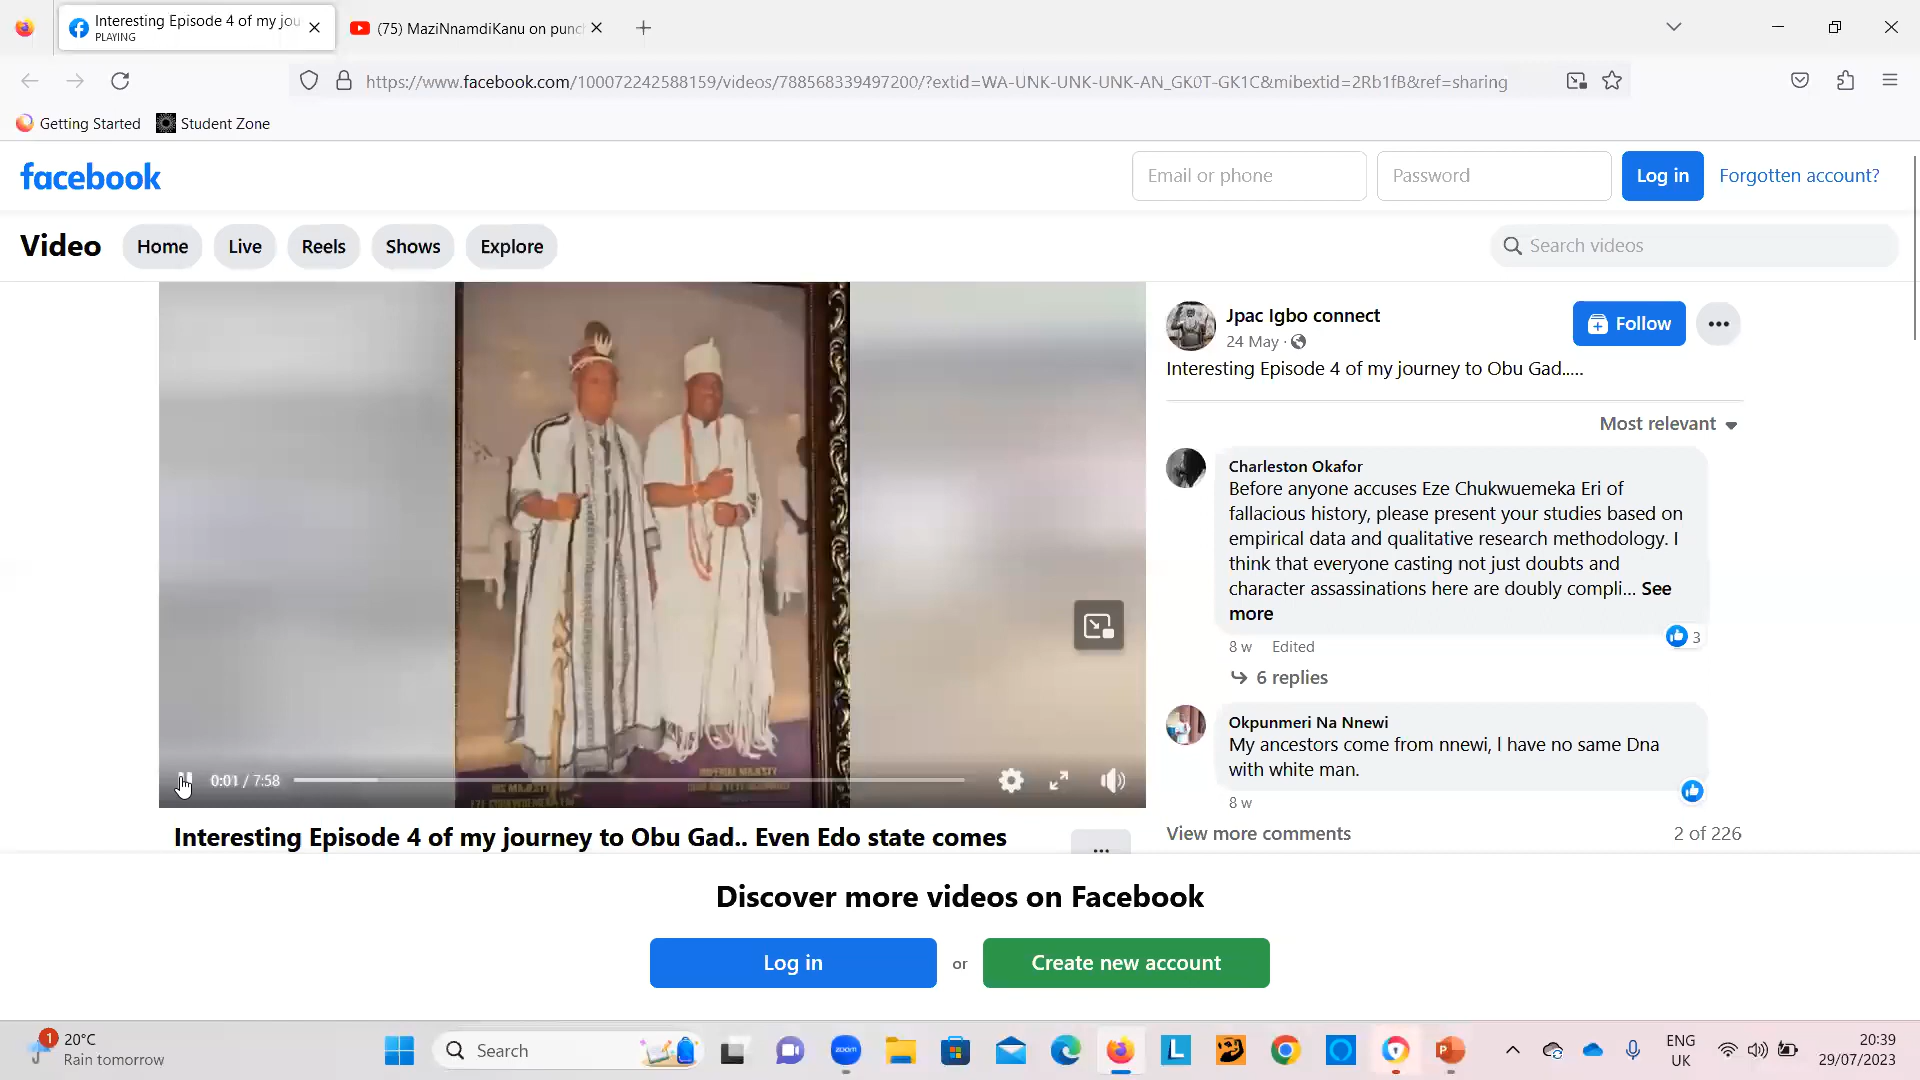 Interesting Episode 4 of my jou
PLAYING
(75) MaziNnamdiKanu on punc
https://www.facebook.com/100072242588159/videos/788568339497200/?extid=WA-UNK-UNK-UNK-AN_GK0T-GK1C&mibextid=2Rb1fB&ref=sharing
Getting Started
Student Zone
facebook
Email or phone
Password
Log in
Forgotten account?
Video
Home
Live
Reels
Shows
Explore
Search videos
Jpac Igbo connect
24 May ·
Follow
Interesting Episode 4 of my journey to Obu Gad.....
Most relevant
Charleston Okafor
Before anyone accuses Eze Chukwuemeka Eri of
fallacious history, please present your studies based on
empirical data and qualitative research methodology. I
think that everyone casting not just doubts and
character assassinations here are doubly compli... See
more
3
8 w Edited
6 replies
Okpunmeri Na Nnewi
My ancestors come from nnewi, I have no same Dna
with white man.
8 w
View more comments
2 of 226
0:01 / 7:58
IMPERIAL MAJESTY
HIS MAJESTY
Interesting Episode 4 of my journey to Obu Gad.. Even Edo state comes
Discover more videos on Facebook
Log in
or
Create new account
1
20°C
Rain tomorrow
Search
zoom
L
P
ENG
UK
20:39
29/07/2023